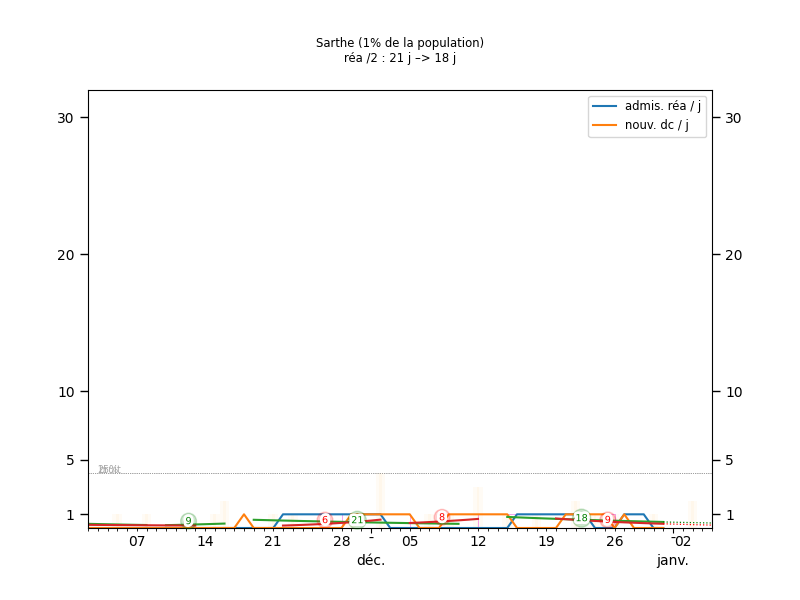 Sarthe (1% de la population)
réa /2 : 21 j –> 18 j
admis. réa / j
nouv. dc / j
30 30
20 20
10 10
5 5
1 1
9 6 21 8 18 9
07 14 21 28 - 05 12 19 26 - 02
déc. janv.